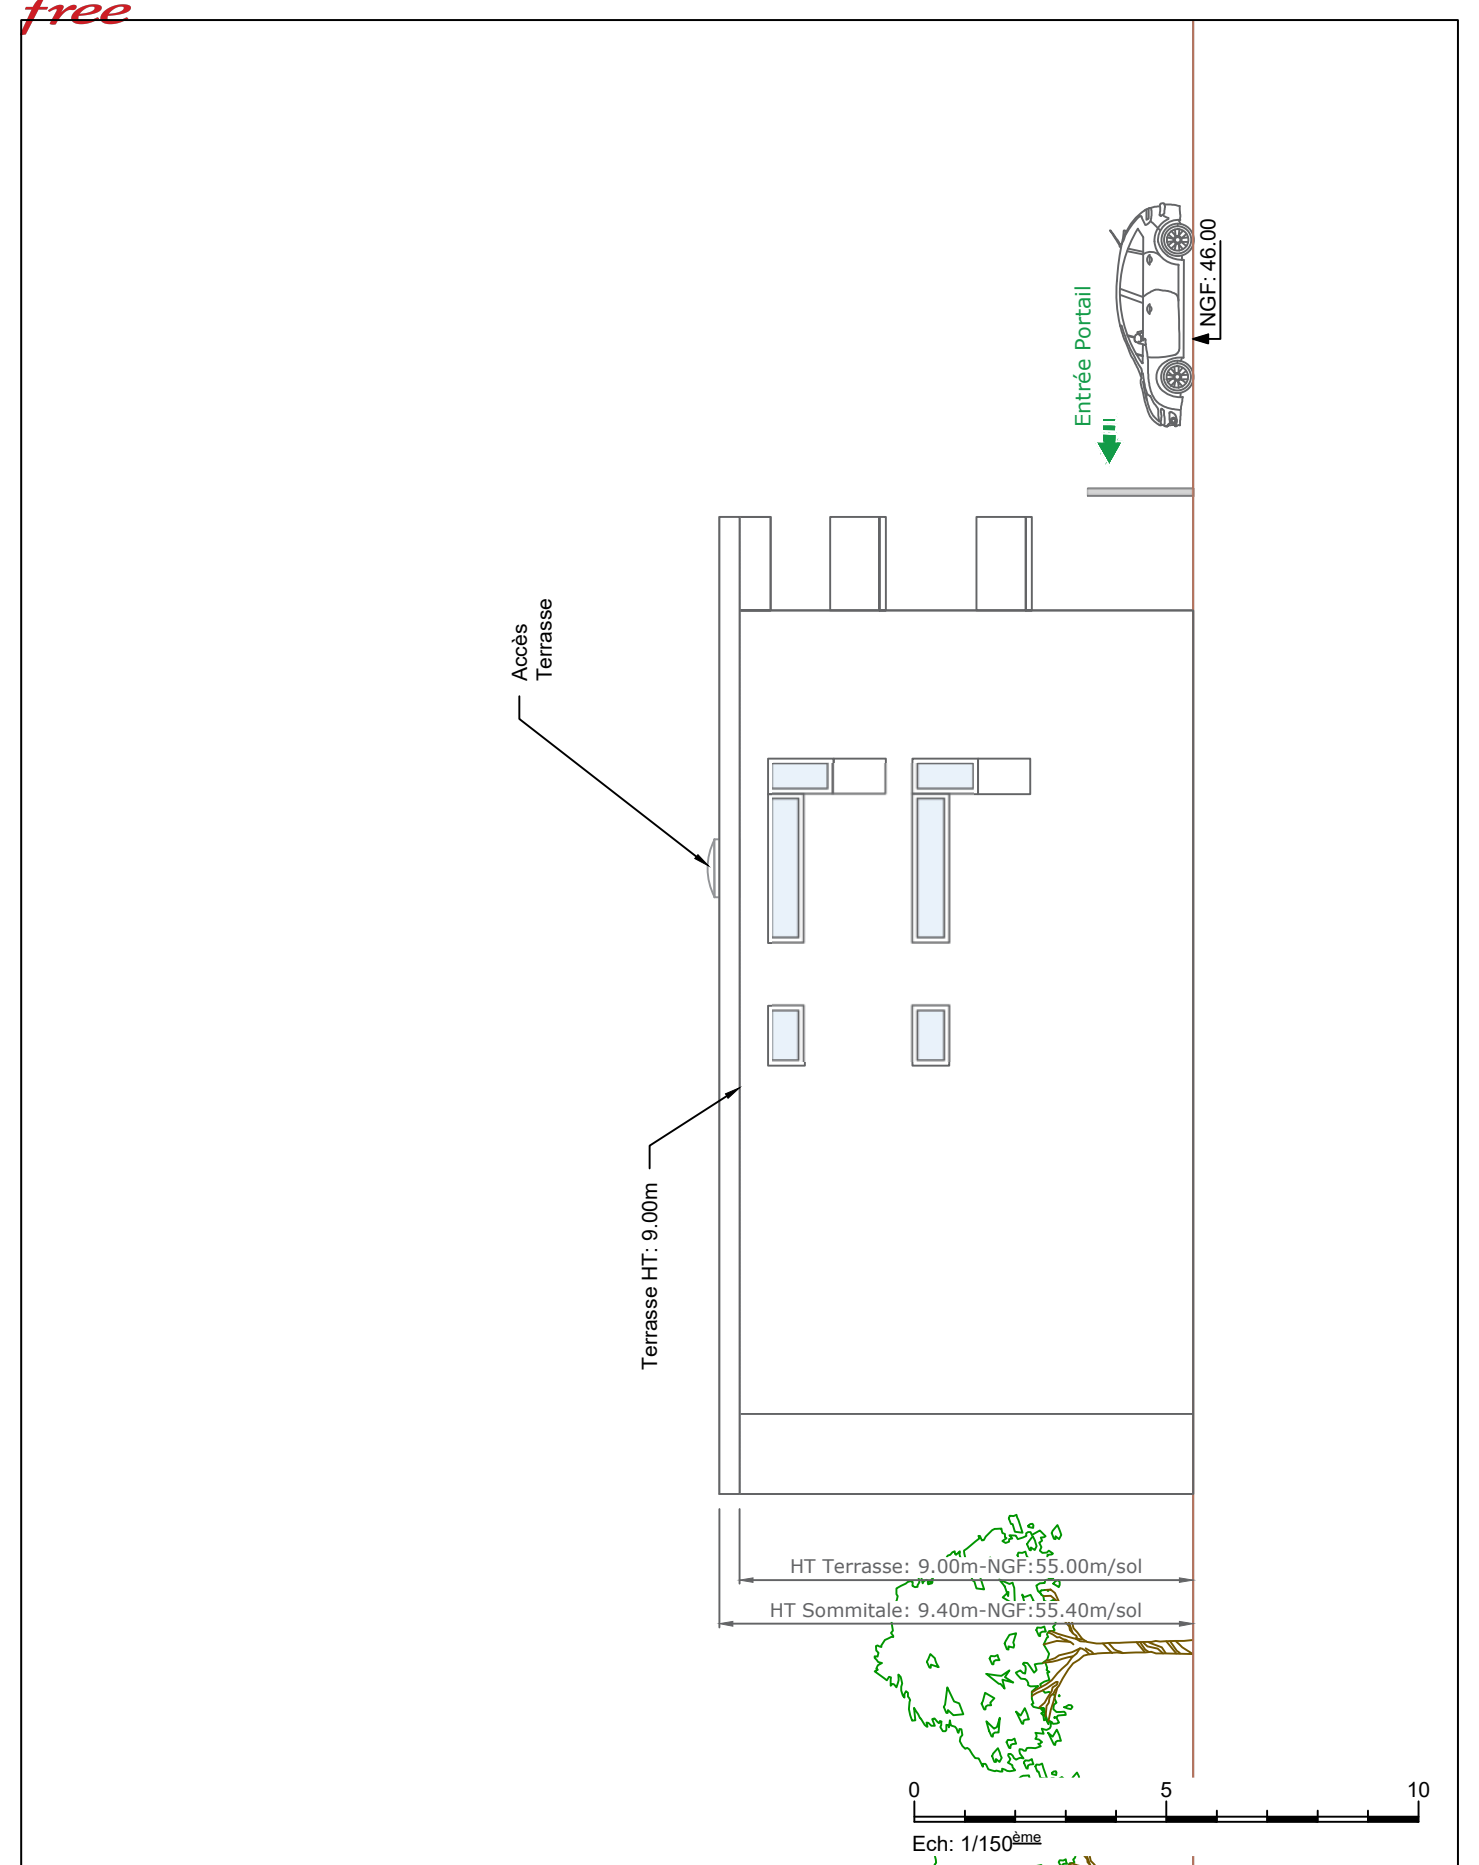 free
NGF: 46.00
Entrée Portail
Accès
Terrasse
Terrasse HT: 9.00m
HT Terrasse: 9.00m-NGF:55.00m/sol
HT Sommitale: 9.40m-NGF:55.40m/sol
0 5 10
Ech: 1/150ème